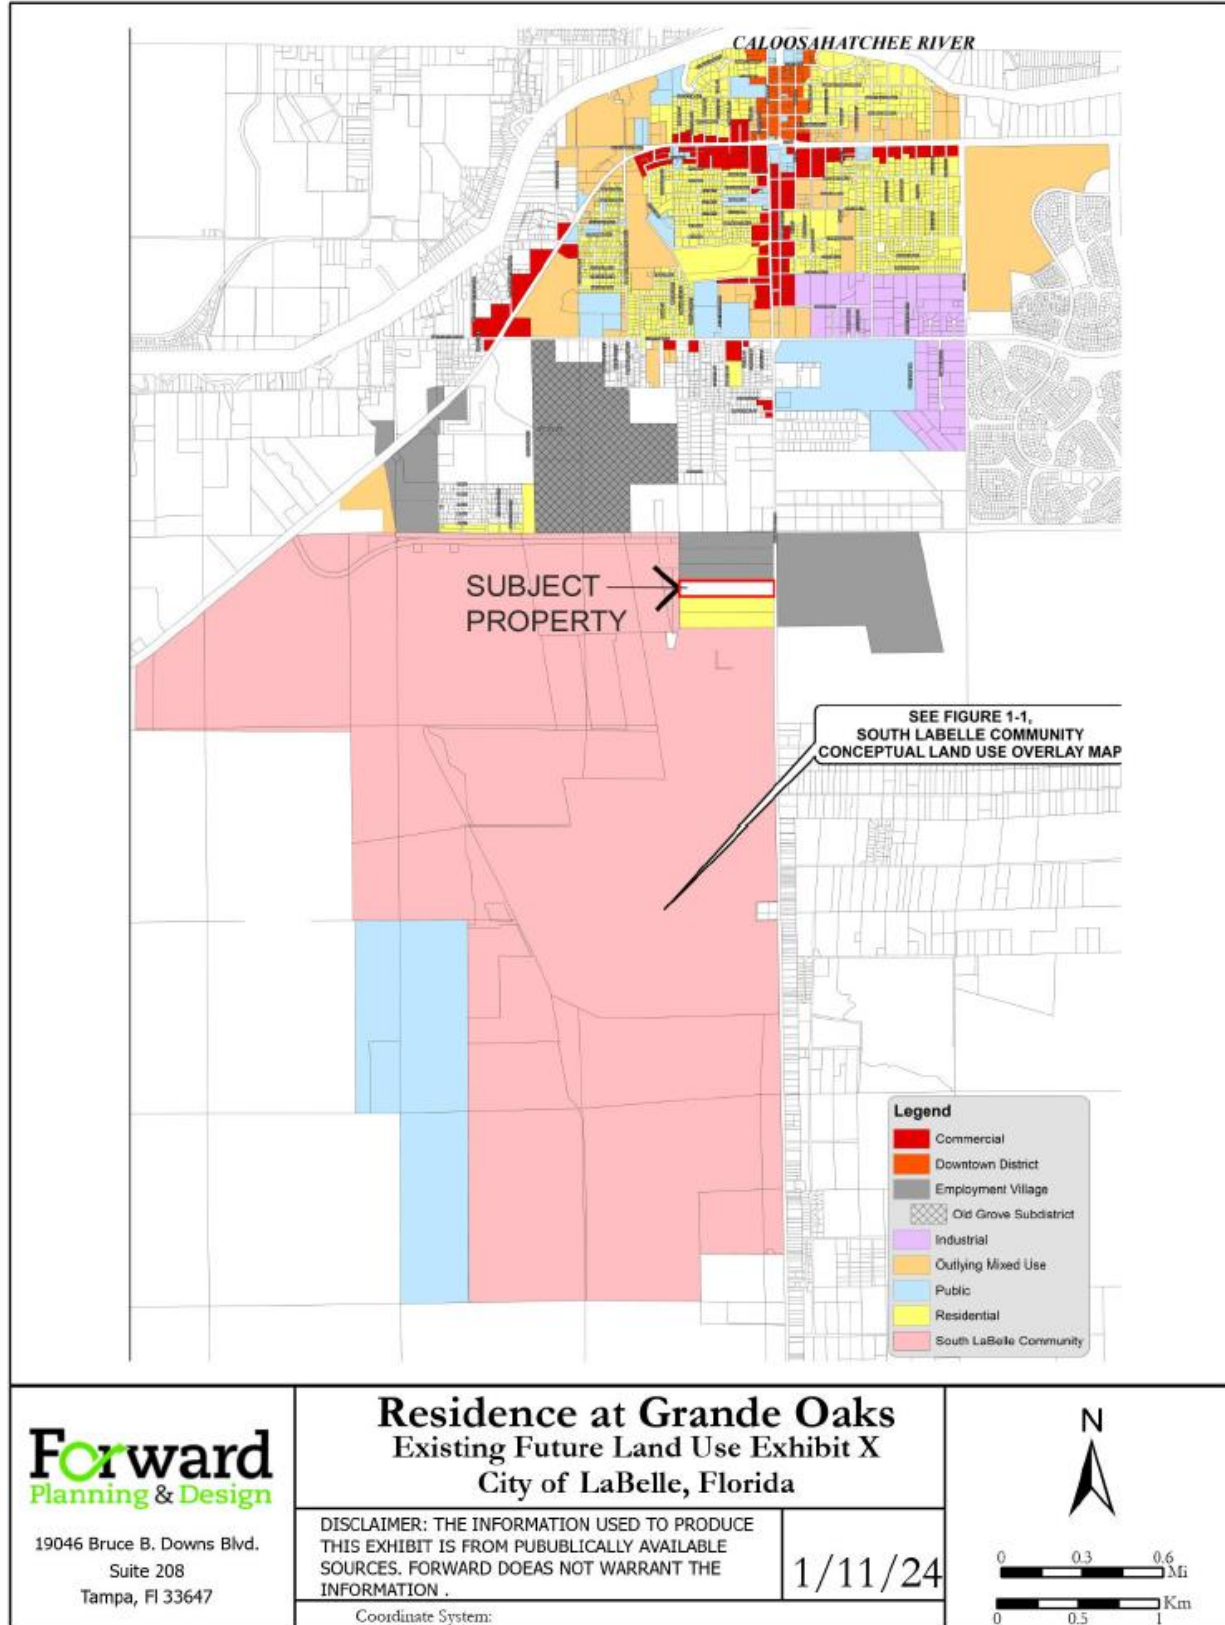 CALOOSAHATCHEE RIVER
SUBJECT
PROPERTY
SEE FIGURE 1-1,
SOUTH LABELLE COMMUNITY
CONCEPTUAL LAND USE OVERLAY MAP
Legend
Commercial
Downtown District
Employment Village
Old Grove Subdistrict
Industrial
Outlying Mixed Use
Public
Residential
South LaBelle Community
Forward
Planning & Design
19046 Bruce B. Downs Blvd.
Suite 208
Tampa, Fl 33647
Residence at Grande Oaks
Existing Future Land Use Exhibit X
City of LaBelle, Florida
DISCLAIMER: THE INFORMATION USED TO PRODUCE
THIS EXHIBIT IS FROM PUBUBLICALLY AVAILABLE
SOURCES. FORWARD DOEAS NOT WARRANT THE
INFORMATION .
1/11/24
Coordinate System:
N
0 0.3 0.6
Mi
Km
0 0.5 1